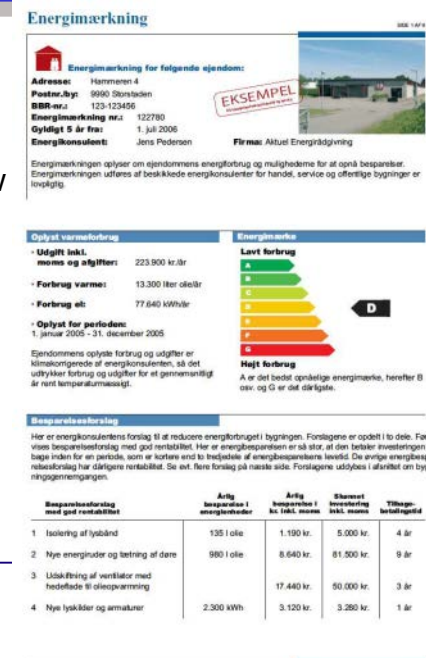 Energimærkning
SIDE 1 AF 6
Energimærkning for følgende ejendom:
Adresse: Hammeren 4
Postnr./by: 9990 Storstaden
BBR-nr.: 123-123456
Energimærkning nr.: 122780
Gyldigt 5 år fra: 1. juli 2006
Energikonsulent: Jens Pedersen Firma: Aktuel Energirådgivning
EKSEMPEL
Energimærkningen oplyser om ejendommens energiforbrug og mulighederne for at opnå besparelser.
Energimærkningen udføres af beskikkede energikonsulenter for handel, service og offentlige bygninger er
lovpligtig.
Oplyst varmeforbrug
• Udgift inkl.
moms og afgifter: 223.900 kr./år
• Forbrug varme: 13.300 liter olie/år
• Forbrug el: 77.640 kWh/år
• Oplyst for perioden:
1. januar 2005 - 31. december 2005
Ejendommens oplyste forbrug og udgifter er
klimakorrigerede af energikonsulenten, så det
udtrykker forbrug og udgifter for et gennemsnitligt
år rent temperaturmæssigt.
Energimærke
Lavt forbrug
A
B
C
D
E
F
G
D
Højt forbrug
A er det bedst opnåelige energimærke, herefter B
osv. og G er det dårligste.
Besparelsesforslag
Her er energikonsulentens forslag til at reducere energiforbruget i bygningen. Forslagene er opdelt i to dele. Før
vises besparelsesforslag med god rentabilitet. Her er energibesparelsen er så stor, at den betaler investeringen
bage inden for en periode, som er kortere end to tredjedele af energibesparelsens levetid. De øvrige energibesp
relsesforslag har dårligere rentabilitet. Se evt. flere forslag på næste side. Forslagene uddybes i afsnittet om byg
ningsgennemgangen.
Besparelsesforslag med god rentabilitet Årlig besparelse i energienheder Årlig besparelse i kr. inkl. moms Skønnet investering inkl. moms Tilbage-betalingstid
1 Isolering af lysbånd 135 l olie 1.190 kr. 5.000 kr. 4 år
2 Nye energiruder og tætning af døre 980 l olie 8.640 kr. 81.500 kr. 9 år
3 Udskiftning af ventilator med
hedeflade til olieopvarmning 17.440 kr. 50.000 kr. 3 år
4 Nye lyskilder og armaturer 2.300 kWh 3.120 kr. 3.280 kr. 1 år